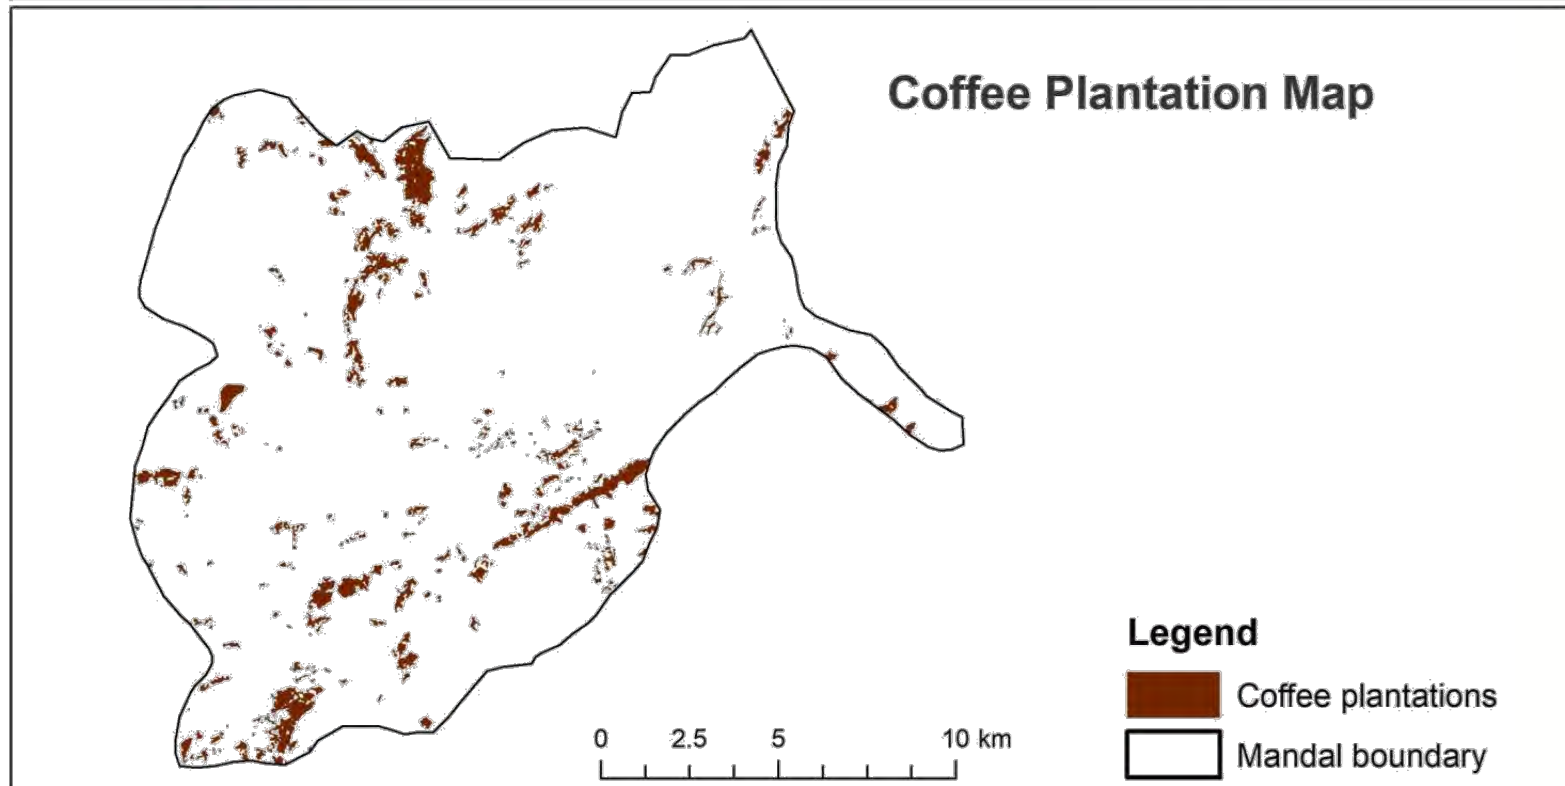 Coffee Plantation Map
Legend
Coffee plantations
Mandal boundary
0 2.5 5 10 km